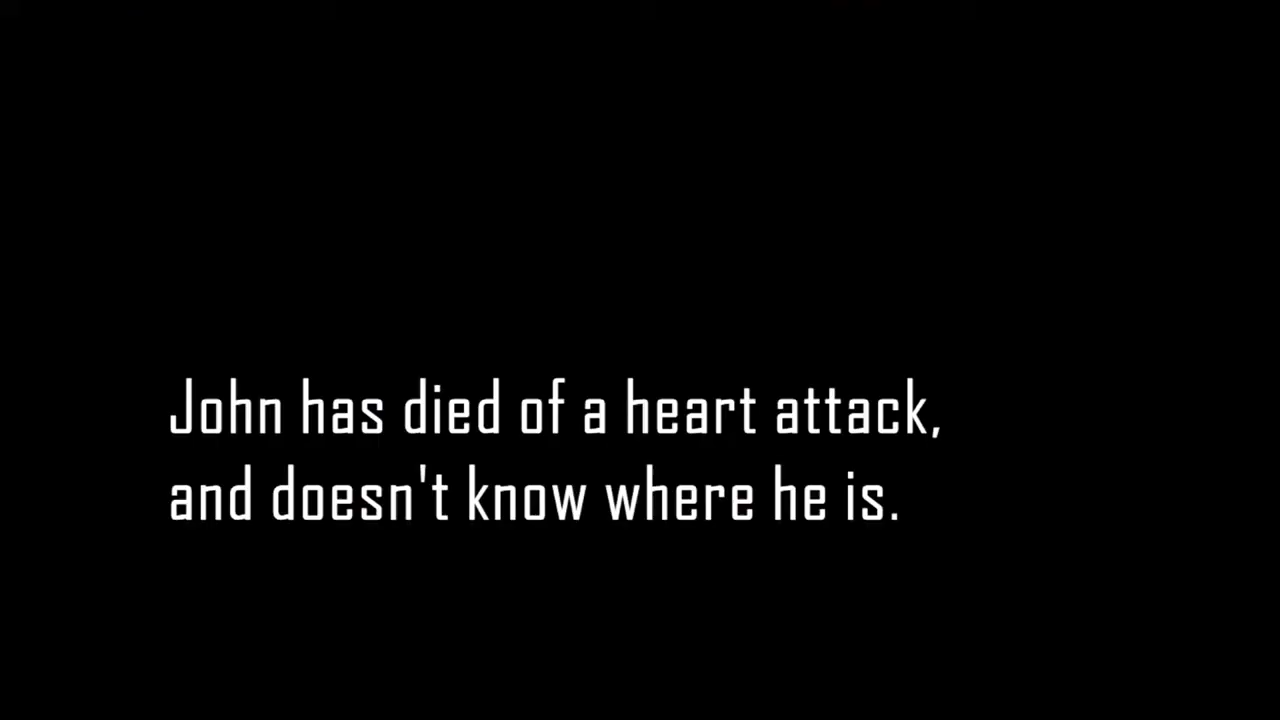 John has died of a heart attack,
and doesn't know where he is.